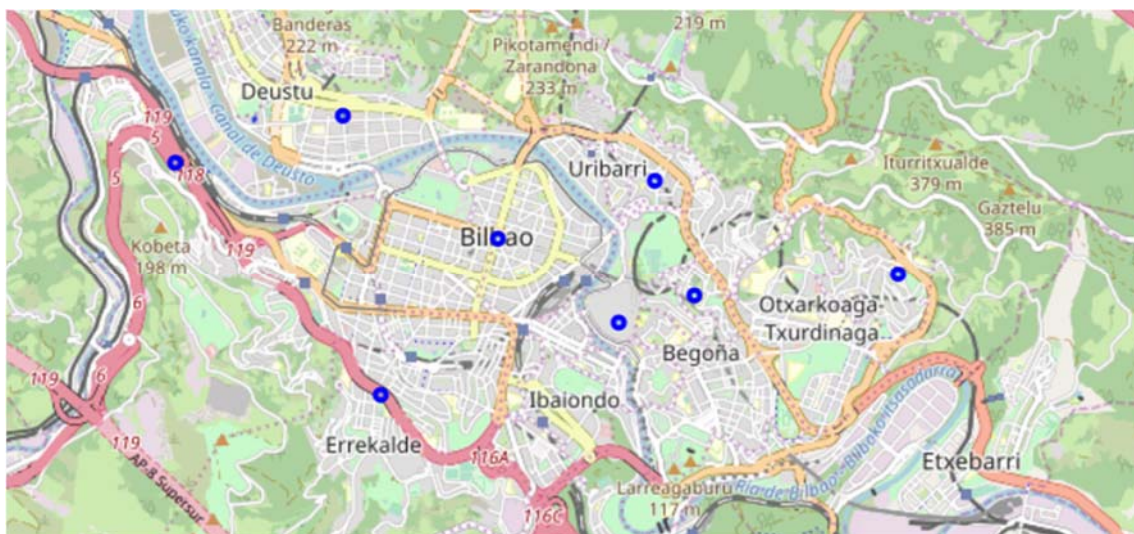 Banderas
222 m
219 m
Pikotamendi /
Zarandona
233 m
Deustu
Canal de Deusto
119
5
118
5
Uribarri
Iturritxualde
379 m
Gaztelu
385 m
Kobeta
198 m
119
Bilbao
6
Otxarkoaga-
Txurdinaga
Begoña
119
6
Ibaiondo
Errekalde
119
116A
AP-8 Supersur
Etxebarri
Larreagaburu
117 m
Ria de Bilbao
116C